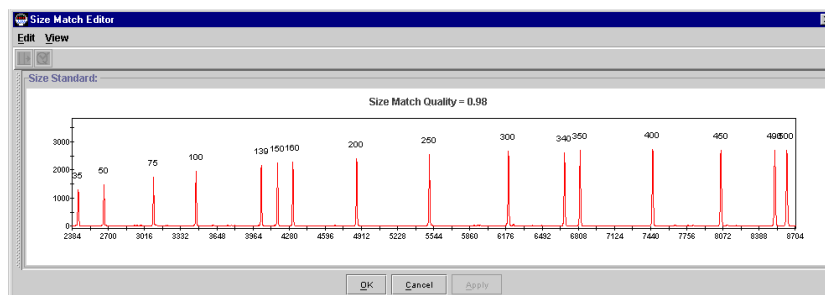 Size Match Editor
Edit View
Size Standard:
Size Match Quality = 0.98
35 50 75 100 139 150 160 200 250 300 340 350 400 450 490 500
3000
2000
1000
0
2384 2700 3016 3332 3648 3964 4280 4596 4912 5228 5544 5860 6176 6492 6808 7124 7440 7756 8072 8388 8704
OK Cancel Apply